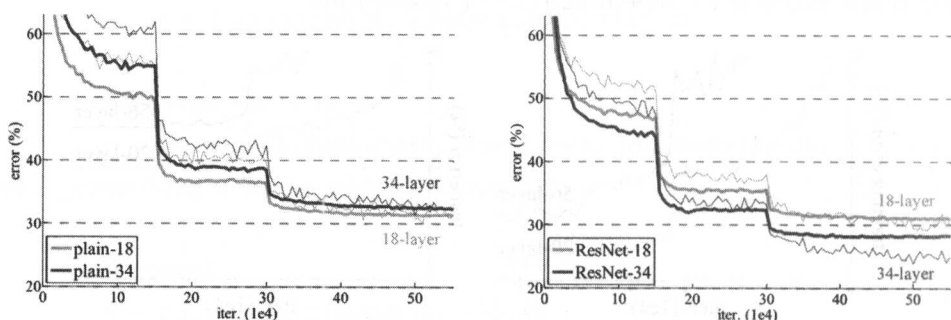 60
50
40
30
20
error (%)
34-layer
18-layer
plain-18
plain-34
0
10
20
30
40
50
iter. (1e4)
60
50
40
30
20
error (%)
18-layer
34-layer
ResNet-18
ResNet-34
0
10
20
30
40
50
iter. (1e4)